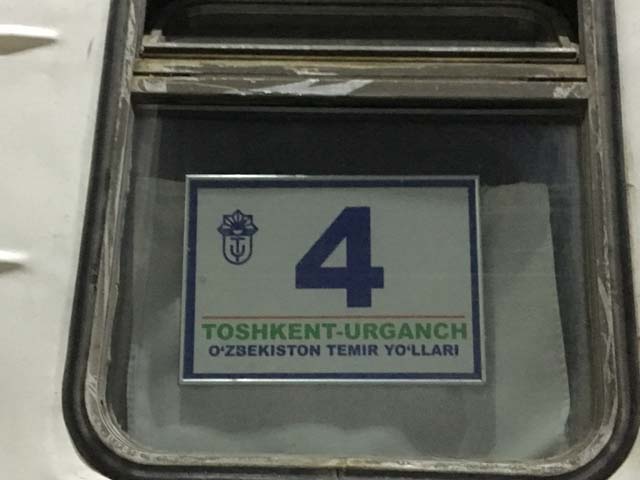 4
TOSHKENT-URGANCH
O'ZBEKISTON TEMIR YO'LLARI